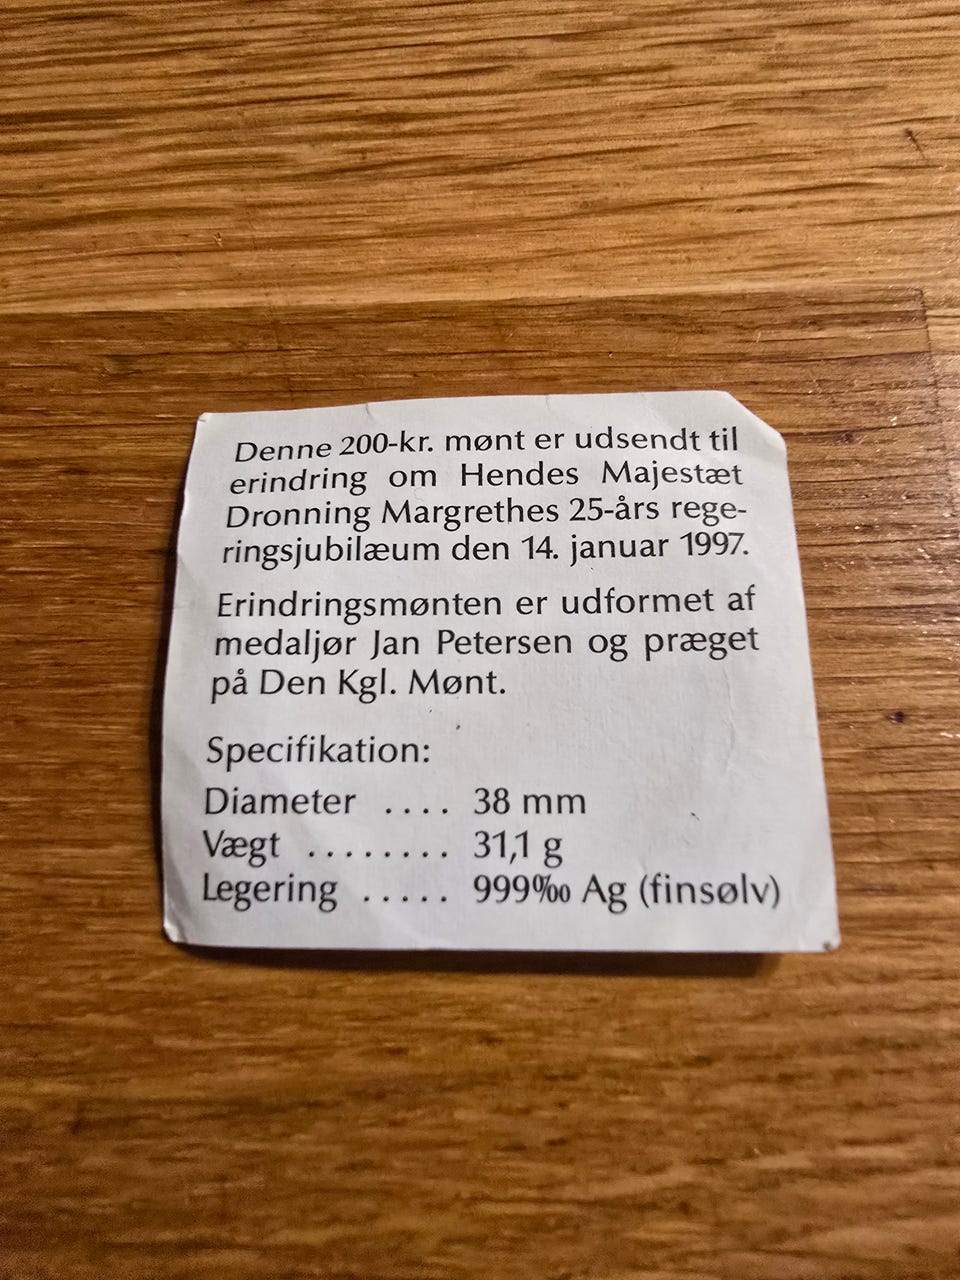 Denne 200-kr. mønt er udsendt til
erindring om Hendes Majestæt
Dronning Margrethes 25-års rege-
ringsjubilæum den 14. januar 1997.
Erindringsmønten er udformet af
medaljør Jan Petersen og præget
på Den Kgl. Mønt.
Specifikation:
Diameter .... 38 mm
Vægt ........ 31,1 g
Legering ..... 999‰ Ag (finsølv)